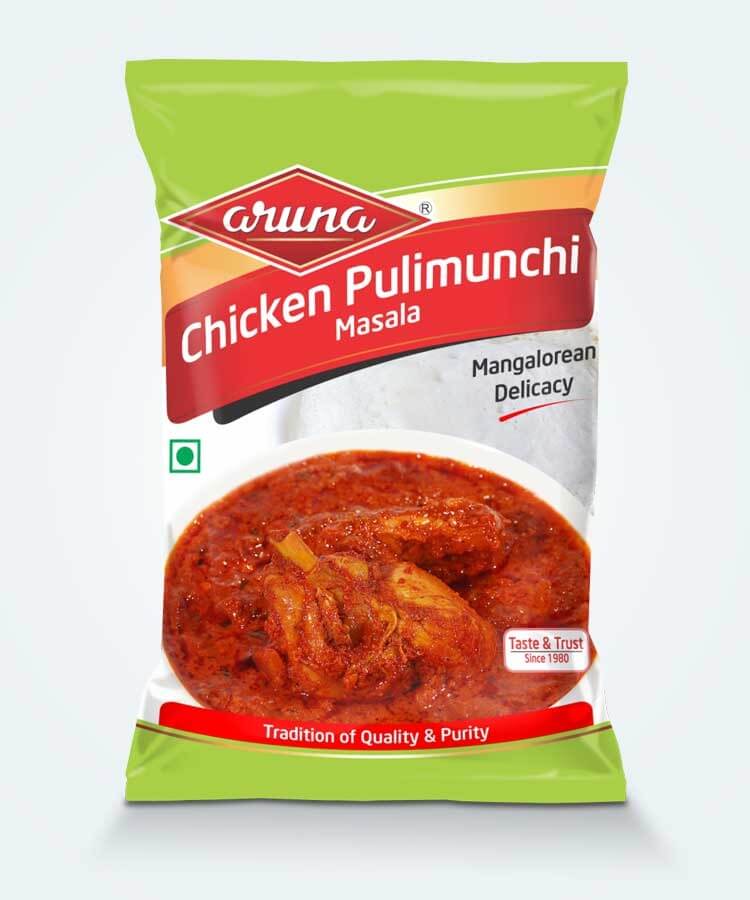 aruna ®
Chicken Pulimunchi
Masala
Mangalorean
Delicacy
Taste & Trust
Since 1980
Tradition of Quality & Purity